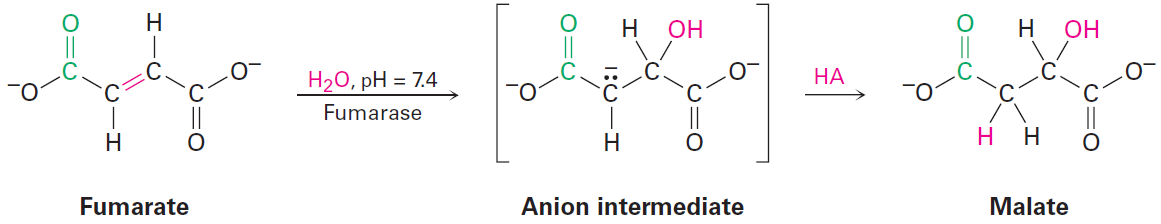 O H O H OH O H OH
C C O⁻ H₂O, pH = 7.4 C C O⁻ HA C C O⁻
⁻O C C Fumarase ⁻O C̈⁻ C ⁻O C C
H O H O H H O
Fumarate Anion intermediate Malate